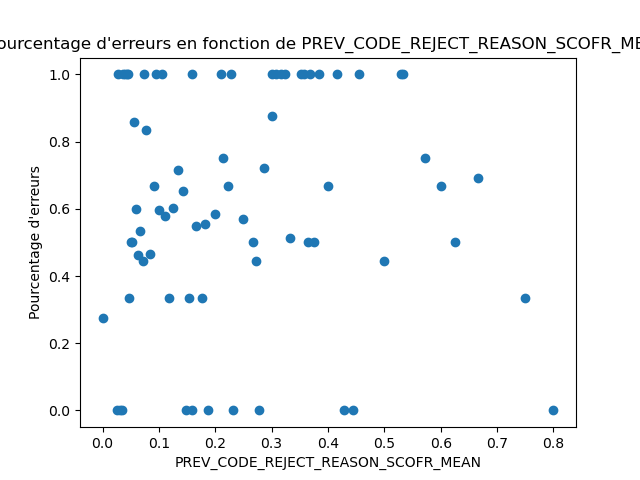 ourcentage d'erreurs en fonction de PREV_CODE_REJECT_REASON_SCOFR_ME
1.0
0.8
0.6
0.4
0.2
0.0
Pourcentage d'erreurs
0.0 0.1 0.2 0.3 0.4 0.5 0.6 0.7 0.8
PREV_CODE_REJECT_REASON_SCOFR_MEAN